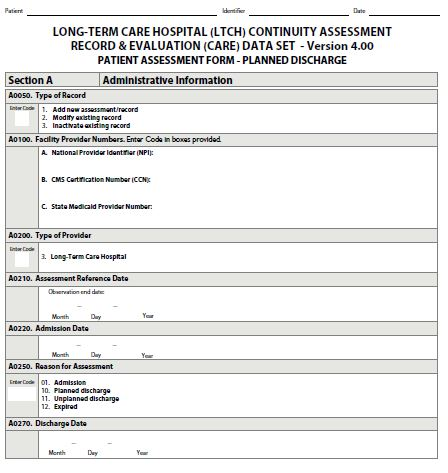 Patient Identifier Date
LONG-TERM CARE HOSPITAL (LTCH) CONTINUITY ASSESSMENT
RECORD & EVALUATION (CARE) DATA SET - Version 4.00
PATIENT ASSESSMENT FORM - PLANNED DISCHARGE
Section A Administrative Information
A0050. Type of Record
Enter Code
1. Add new assessment/record
2. Modify existing record
3. Inactivate existing record
A0100. Facility Provider Numbers. Enter Code in boxes provided.
A. National Provider Identifier (NPI):
B. CMS Certification Number (CCN):
C. State Medicaid Provider Number:
A0200. Type of Provider
Enter Code
3. Long-Term Care Hospital
A0210. Assessment Reference Date
Observation end date:
– –
Month Day Year
A0220. Admission Date
– –
Month Day Year
A0250. Reason for Assessment
Enter Code
01. Admission
10. Planned discharge
11. Unplanned discharge
12. Expired
A0270. Discharge Date
– –
Month Day Year